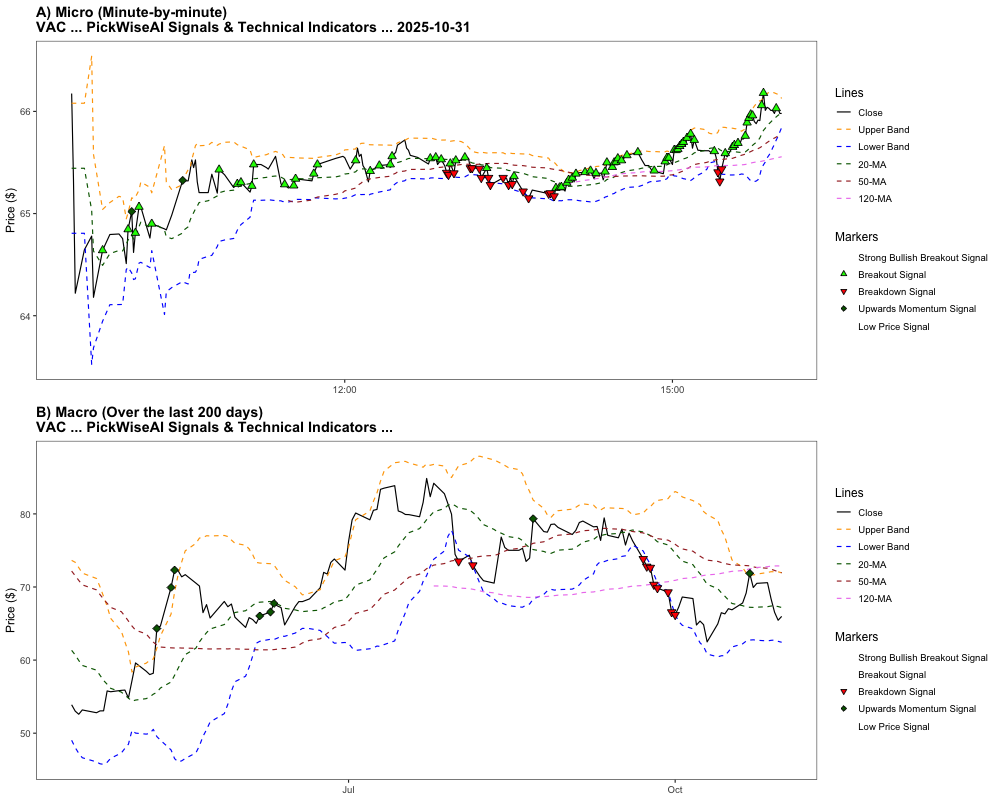 A) Micro (Minute-by-minute)
VAC ... PickWiseAI Signals & Technical Indicators ... 2025-10-31
Price ($)
66
65
64
12:00
15:00
Lines
Close
Upper Band
Lower Band
20-MA
50-MA
120-MA
Markers
Strong Bullish Breakout Signal
Breakout Signal
Breakdown Signal
Upwards Momentum Signal
Low Price Signal
B) Macro (Over the last 200 days)
VAC ... PickWiseAI Signals & Technical Indicators ...
Price ($)
80
70
60
50
Jul
Oct
Lines
Close
Upper Band
Lower Band
20-MA
50-MA
120-MA
Markers
Strong Bullish Breakout Signal
Breakout Signal
Breakdown Signal
Upwards Momentum Signal
Low Price Signal